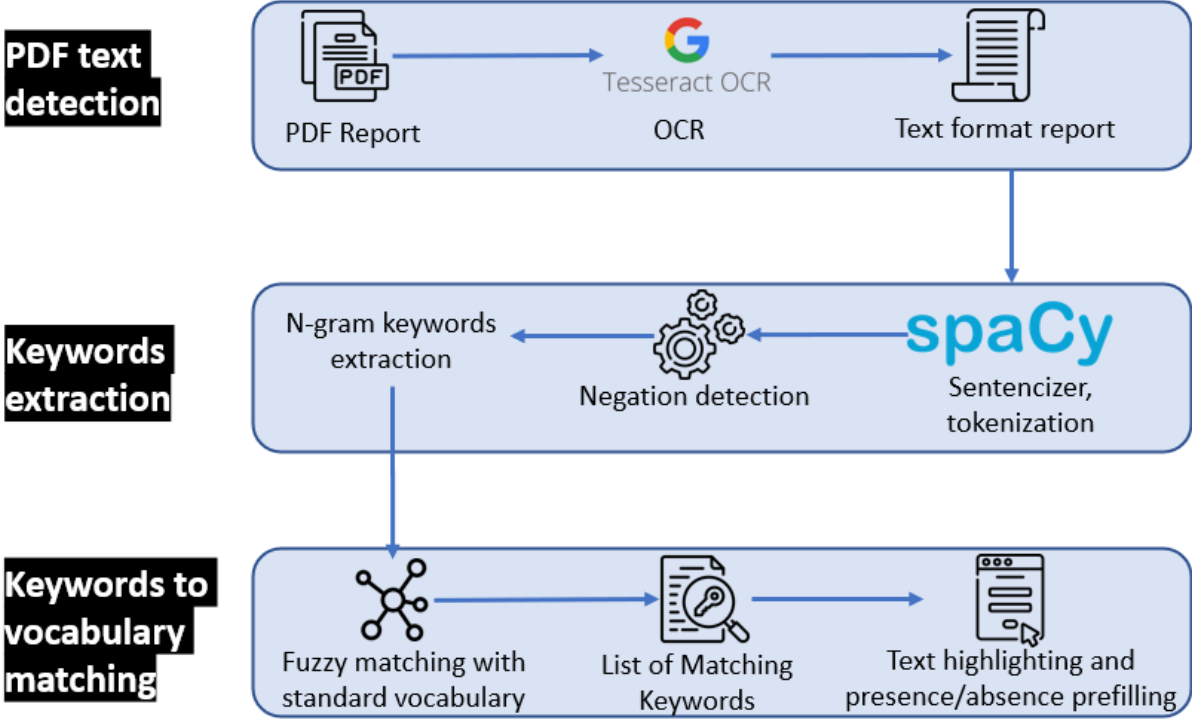 PDF text
detection
PDF
G
Tesseract OCR
PDF Report
OCR
Text format report
Keywords
extraction
N-gram keywords
extraction
Negation detection
spaCy
Sentencizer,
tokenization
Keywords to
vocabulary
matching
Fuzzy matching with
standard vocabulary
List of Matching
Keywords
Text highlighting and
presence/absence prefilling